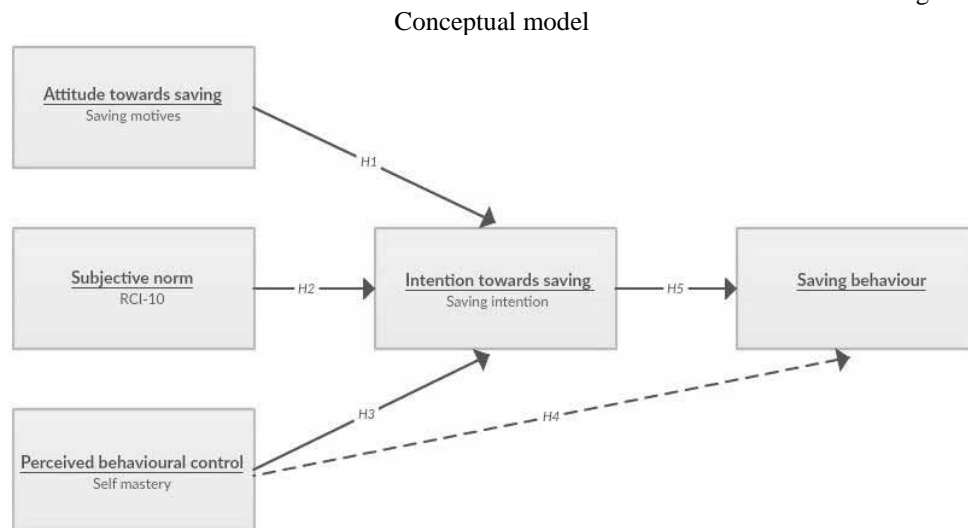 Conceptual model
Attitude towards saving
Saving motives
H1
Subjective norm
RCI-10
H2
Intention towards saving
Saving intention
H5
Saving behaviour
H3
H4
Perceived behavioural control
Self mastery